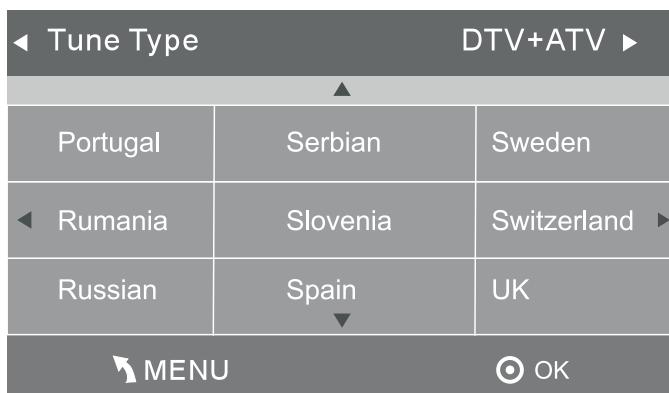 Tune Type DTV+ATV
Portugal Serbian Sweden
Rumania Slovenia Switzerland
Russian Spain UK
MENU OK